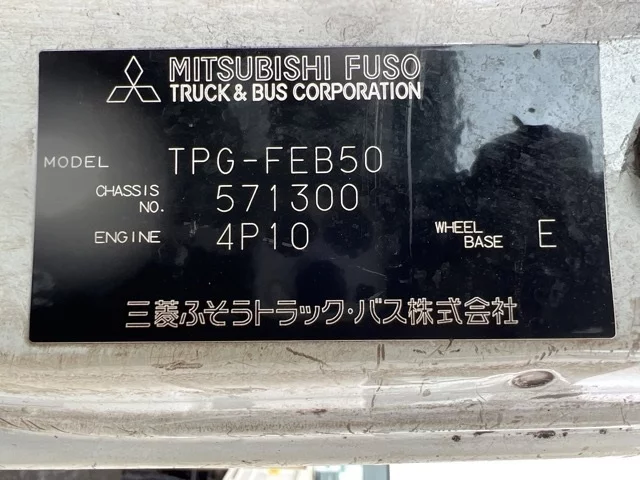 MITSUBISHI FUSO
TRUCK & BUS CORPORATION
MODEL TPG-FEB50
CHASSIS NO. 571300
ENGINE 4P10 WHEEL BASE E
三菱ふそうトラック・バス株式会社